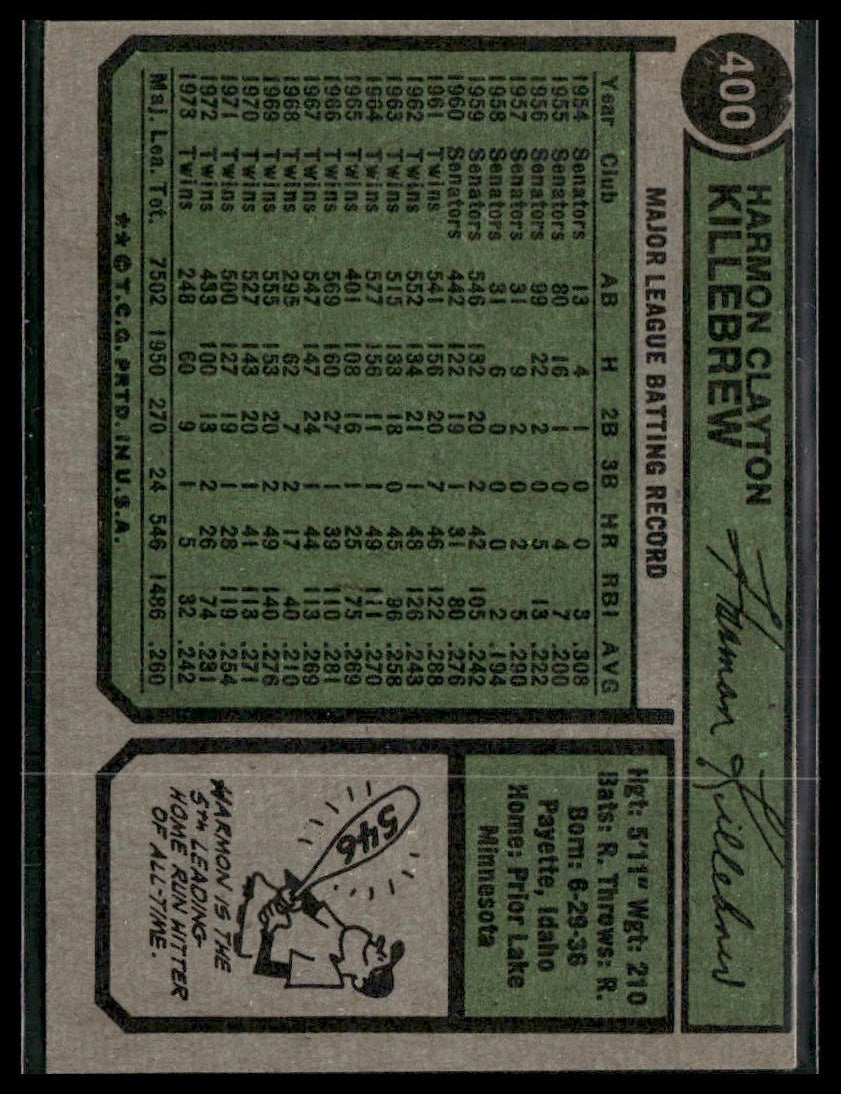 400
HARMON CLAYTON
KILLEBREW
Harmon Killebrew
MAJOR LEAGUE BATTING RECORD
Year Club AB H 2B 3B HR RBI AVG
1954 Senators 13 4 1 0 0 3 .308
1955 Senators 80 16 1 0 4 7 .200
1956 Senators 99 22 2 0 5 13 .222
1957 Senators 31 9 2 0 2 5 .290
1958 Senators 31 6 0 0 0 2 .194
1959 Senators 546 132 20 2 42 105 .242
1960 Senators 442 122 19 1 31 80 .276
1961 Twins 541 156 20 7 46 122 .288
1962 Twins 552 134 21 1 48 126 .243
1963 Twins 515 133 18 0 45 96 .258
1964 Twins 577 156 11 1 49 111 .270
1965 Twins 401 108 16 1 25 75 .269
1966 Twins 569 160 27 1 39 110 .281
1967 Twins 547 147 24 1 44 113 .269
1968 Twins 295 62 7 2 17 40 .210
1969 Twins 555 153 20 2 49 140 .276
1970 Twins 527 143 20 1 41 113 .271
1971 Twins 500 127 19 1 28 119 .254
1972 Twins 433 100 13 2 26 74 .231
1973 Twins 248 60 9 1 5 32 .242
Maj. Lea. Tot. 7502 1950 270 24 546 1486 .260
**© T.C.G. PRTD. IN U.S.A.
Hgt: 5'11" Wgt: 210
Bats: R. Throws: R.
Born: 6-29-36
Payette, Idaho
Home: Prior Lake
Minnesota
546
HARMON IS THE
5TH LEADING
HOME RUN HITTER
OF ALL-TIME.